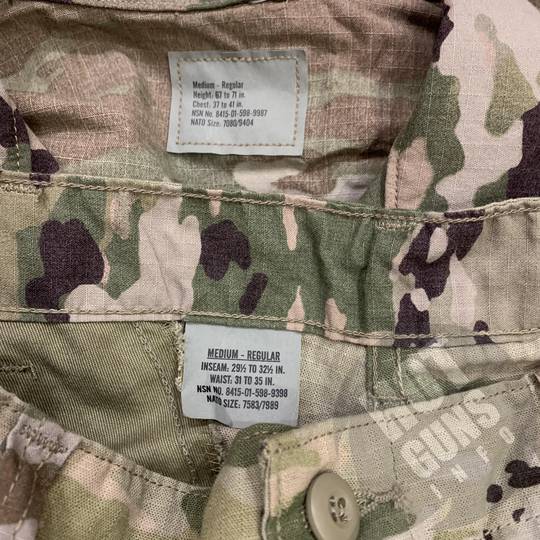 Medium - Regular
Height: 67 to 71 in.
Chest: 37 to 41 in.
NSN No. 8415-01-598-9987
NATO Size: 7080/9404
MEDIUM - REGULAR
INSEAM: 29½ TO 32½ IN.
WAIST: 31 TO 35 IN.
NSN NO. 8415-01-598-9398
NATO SIZE: 7583/7989
GUNS
INFO